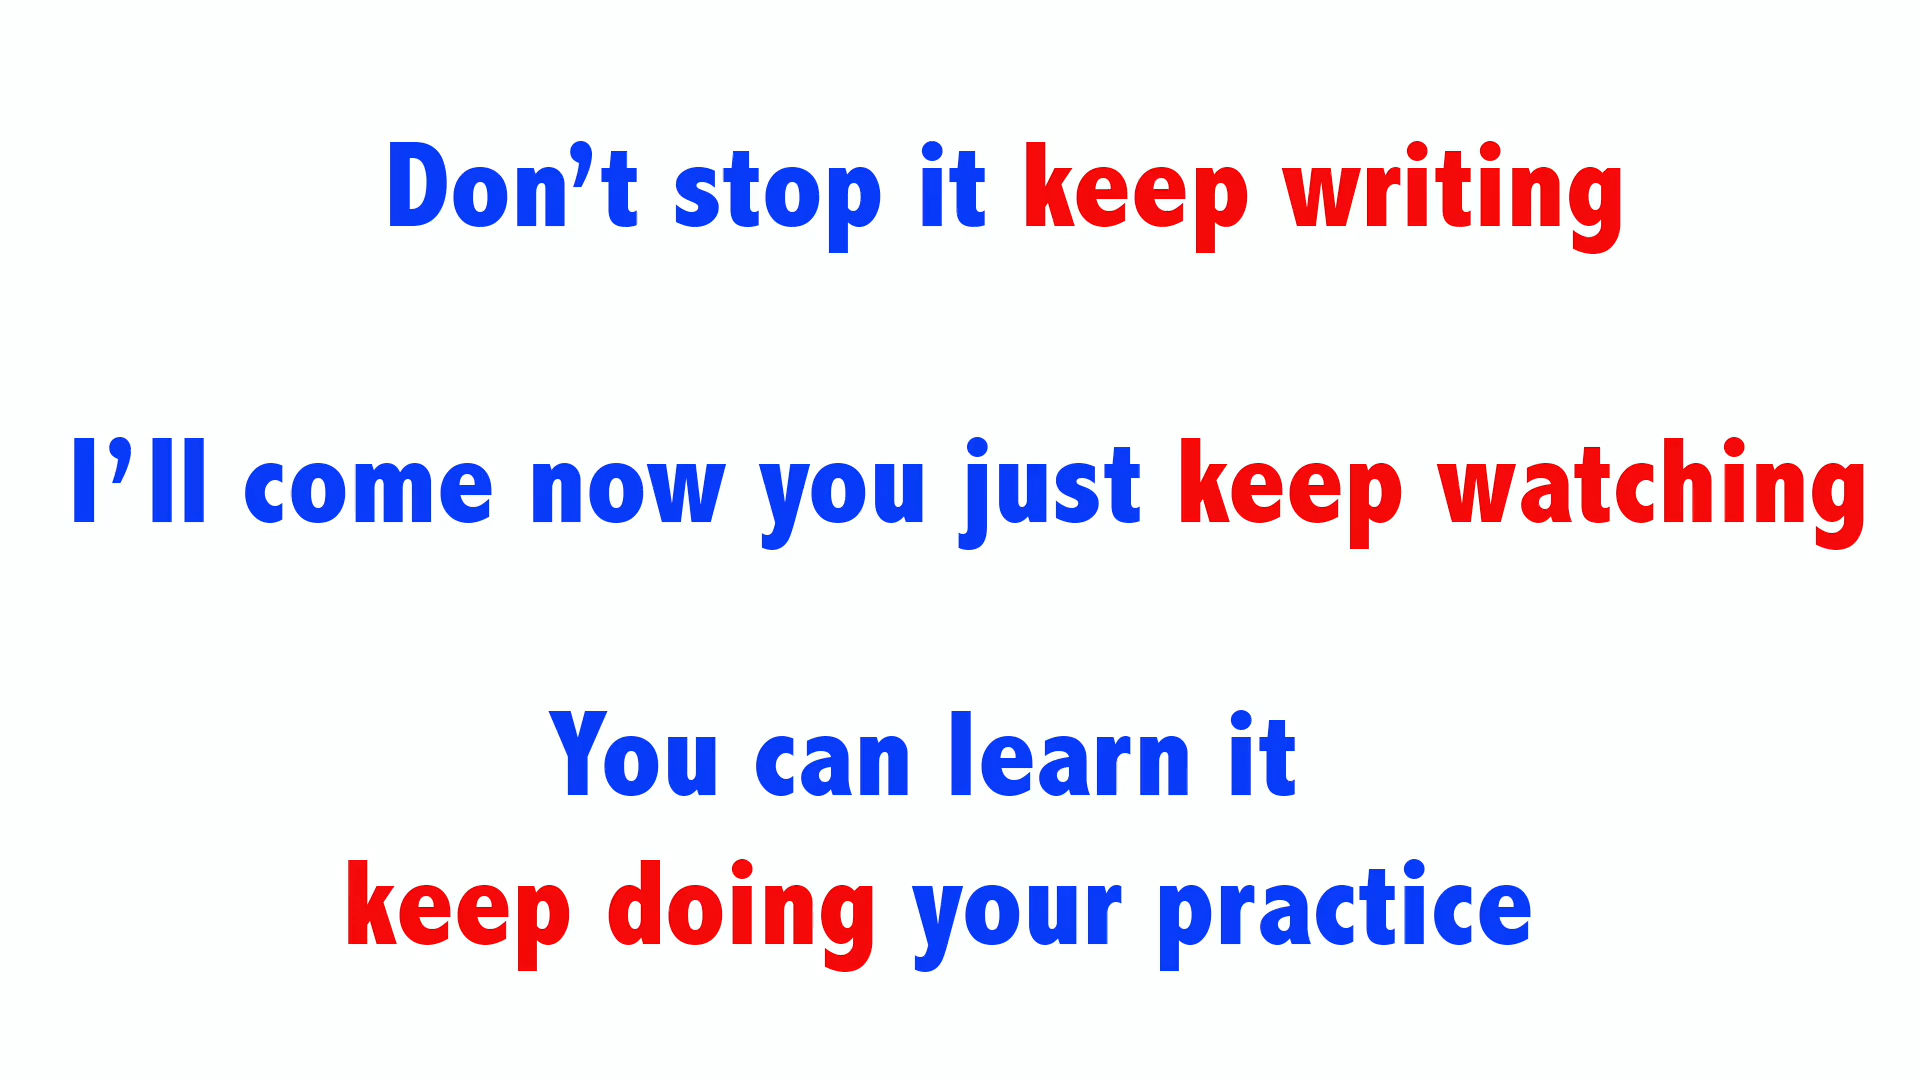 Don’t stop it keep writing
I’ll come now you just keep watching
You can learn it
keep doing your practice